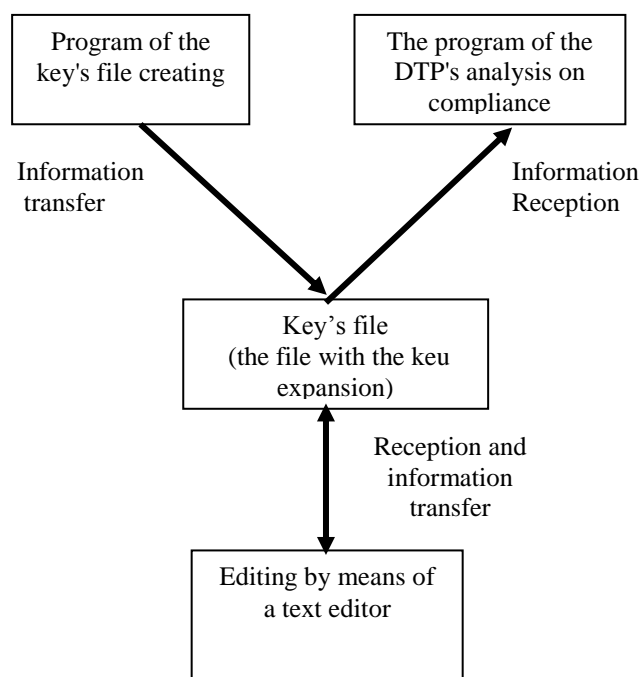 Program of the
key's file creating
The program of the
DTP's analysis on
compliance
Information
transfer
Information
Reception
Key’s file
(the file with the keu
expansion)
Reception and
information
transfer
Editing by means of
a text editor